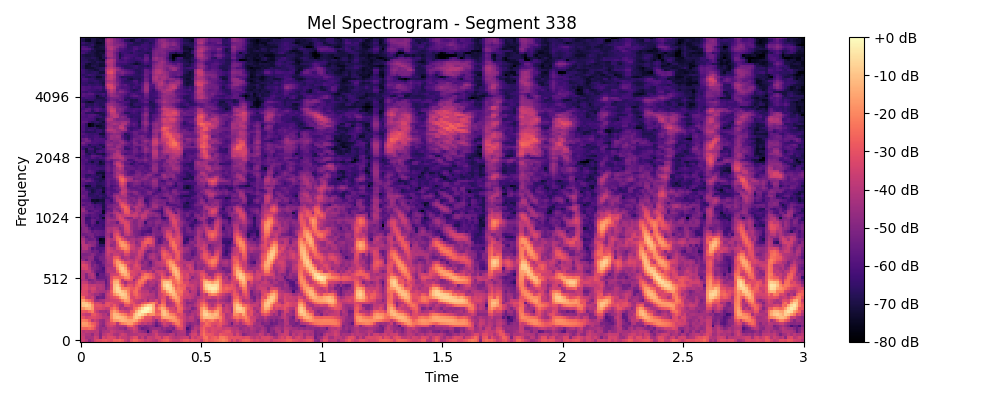 Mel Spectrogram - Segment 338
Frequency
4096
2048
1024
512
0
0
0.5
1
1.5
2
2.5
3
Time
+0 dB
-10 dB
-20 dB
-30 dB
-40 dB
-50 dB
-60 dB
-70 dB
-80 dB